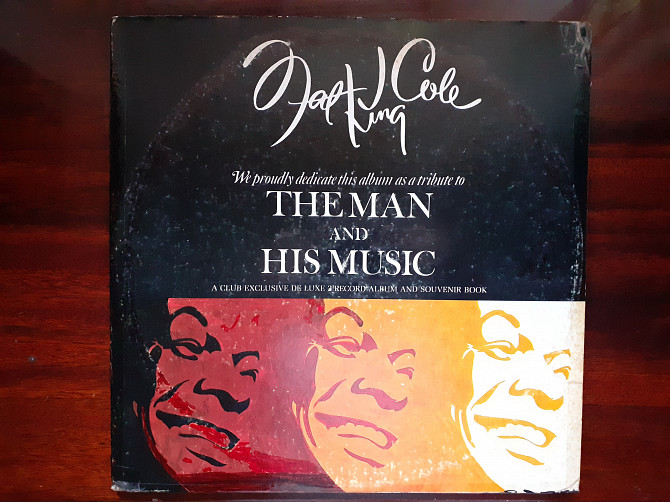 Nat King Cole
We proudly dedicate this album as a tribute to
THE MAN
AND
HIS MUSIC
A CLUB EXCLUSIVE DE LUXE 2 RECORD ALBUM AND SOUVENIR BOOK